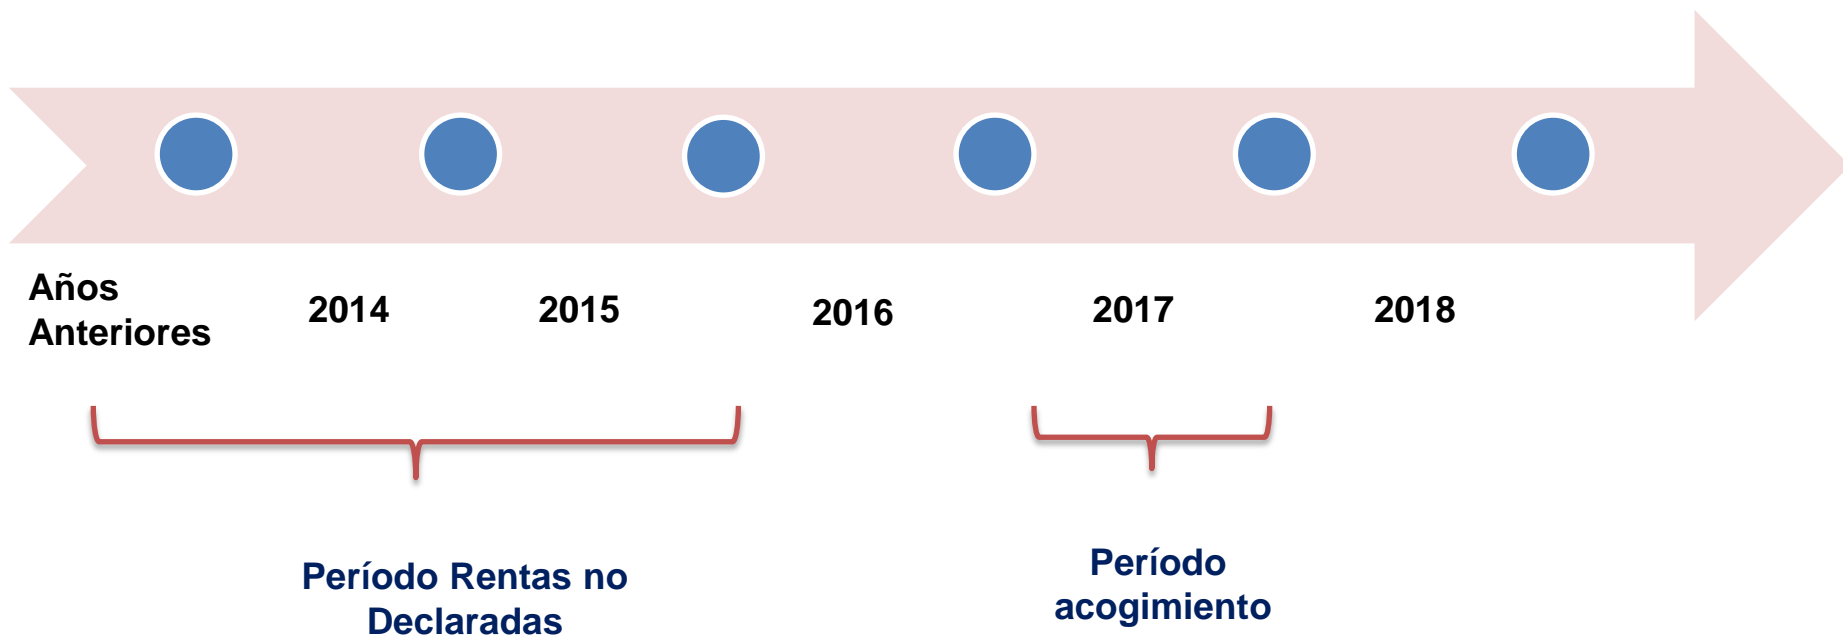 Años
Anteriores
2014
2015
2016
2017
2018
Período Rentas no
Declaradas
Período
acogimiento